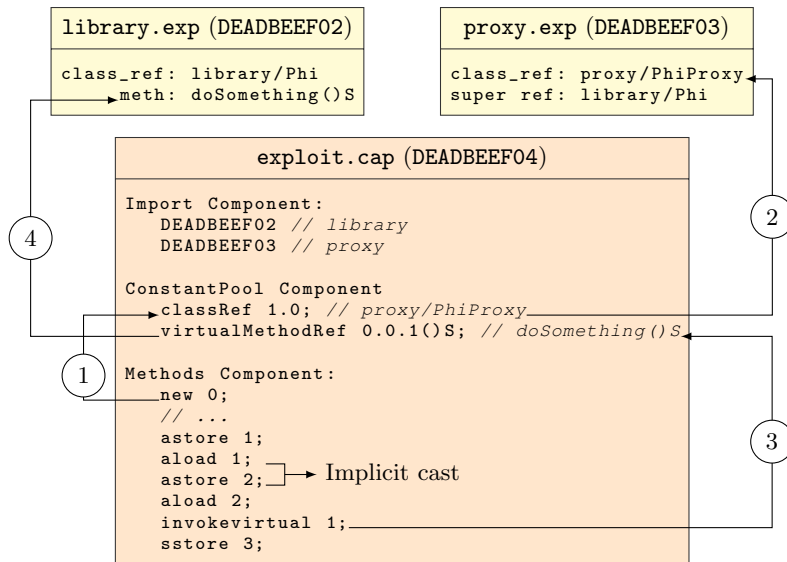 library.exp (DEADBEEF02)
class_ref: library/Phi
meth: doSomething()S
proxy.exp (DEADBEEF03)
class_ref: proxy/PhiProxy
super ref: library/Phi
exploit.cap (DEADBEEF04)
Import Component:
DEADBEEF02 // library
DEADBEEF03 // proxy
ConstantPool Component
classRef 1.0; // proxy/PhiProxy
virtualMethodRef 0.0.1()S; // doSomething()S
Methods Component:
new 0;
// ...
astore 1;
aload 1;
astore 2;
Implicit cast
aload 2;
invokevirtual 1;
sstore 3;
4
2
1
3